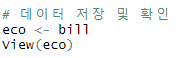 # 데이터 저장 및 확인
eco <- bill
View(eco)